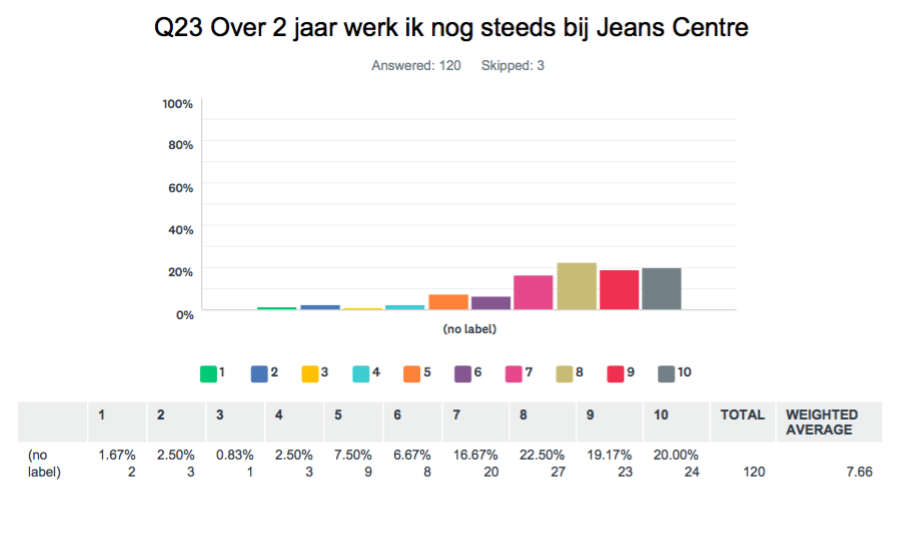 Q23 Over 2 jaar werk ik nog steeds bij Jeans Centre
Answered: 120 Skipped: 3
100%
80%
60%
40%
20%
0%
(no label)
1 2 3 4 5 6 7 8 9 10
1 2 3 4 5 6 7 8 9 10 TOTAL WEIGHTED
AVERAGE
(no 1.67% 2.50% 0.83% 2.50% 7.50% 6.67% 16.67% 22.50% 19.17% 20.00%
label) 2 3 1 3 9 8 20 27 23 24 120 7.66